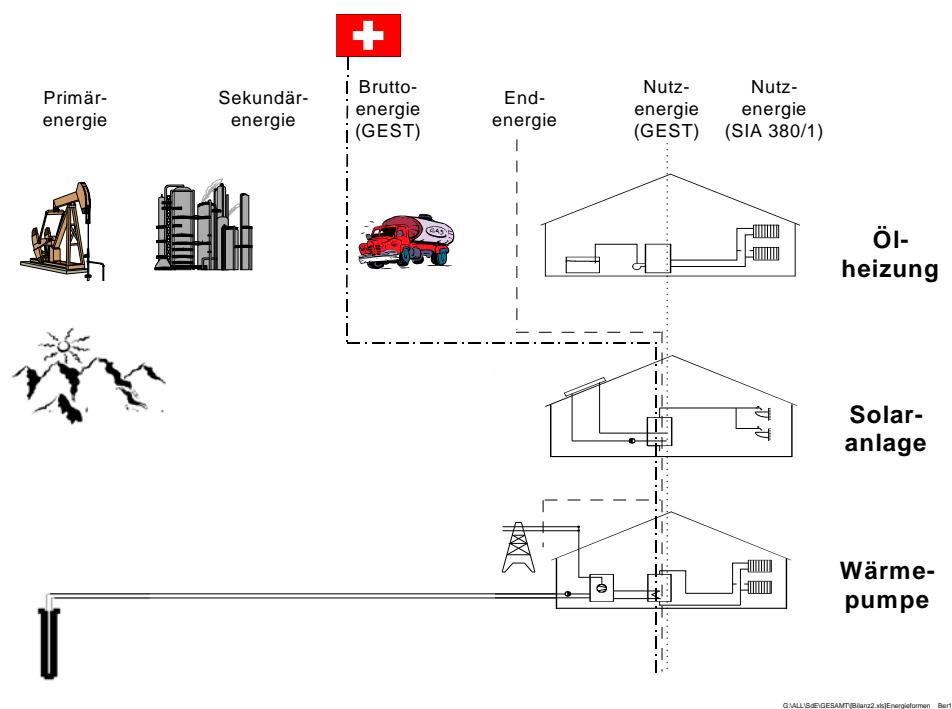 Primär-
energie
Sekundär-
energie
Brutto-
energie
(GEST)
End-
energie
Nutz-
energie
(GEST)
Nutz-
energie
(SIA 380/1)
GAS
Öl-
heizung
Solar-
anlage
Wärme-
pumpe
G:\ALL\SdE\GESAMT\[Bilanz2.xls]Energieformen Ber1